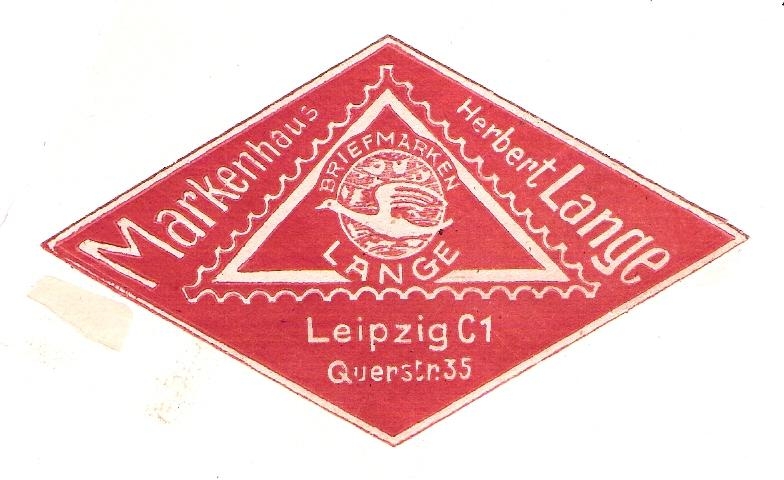 Markenhaus
Herbert Lange
BRIEFMARKEN
LANGE
Leipzig C1
Querstr. 35